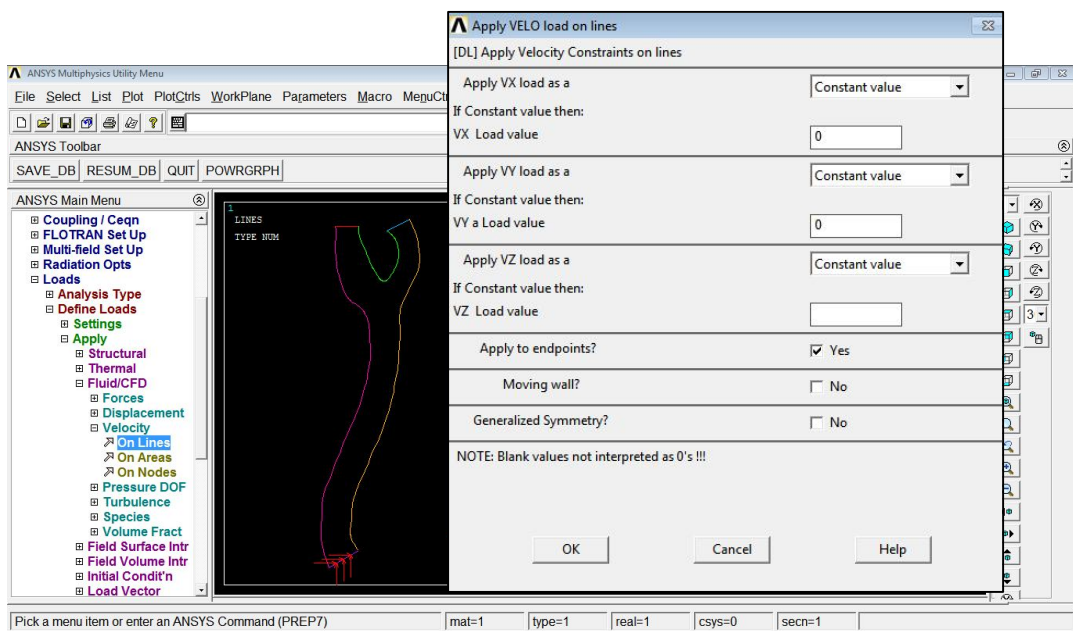 Apply VELO load on lines
[DL] Apply Velocity Constraints on lines
Apply VX load as a
Constant value
If Constant value then:
VX Load value
0
Apply VY load as a
Constant value
If Constant value then:
VY a Load value
0
Apply VZ load as a
Constant value
If Constant value then:
VZ Load value
Apply to endpoints?
Yes
Moving wall?
No
Generalized Symmetry?
No
NOTE: Blank values not interpreted as 0's !!!
OK Cancel Help
ANSYS Multiphysics Utility Menu
File Select List Plot PlotCtrls WorkPlane Parameters Macro MenuCtr
ANSYS Toolbar
SAVE_DB RESUM_DB QUIT POWRGRPH
ANSYS Main Menu
Coupling / Ceqn
FLOTRAN Set Up
Multi-field Set Up
Radiation Opts
Loads
Analysis Type
Define Loads
Settings
Apply
Structural
Thermal
Fluid/CFD
Forces
Displacement
Velocity
On Lines
On Areas
On Nodes
Pressure DOF
Turbulence
Species
Volume Fract
Field Surface Intr
Field Volume Intr
Initial Condit'n
Load Vector
1
LINES
TYPE NUM
3
Pick a menu item or enter an ANSYS Command (PREP7)
mat=1 type=1 real=1 csys=0 secn=1